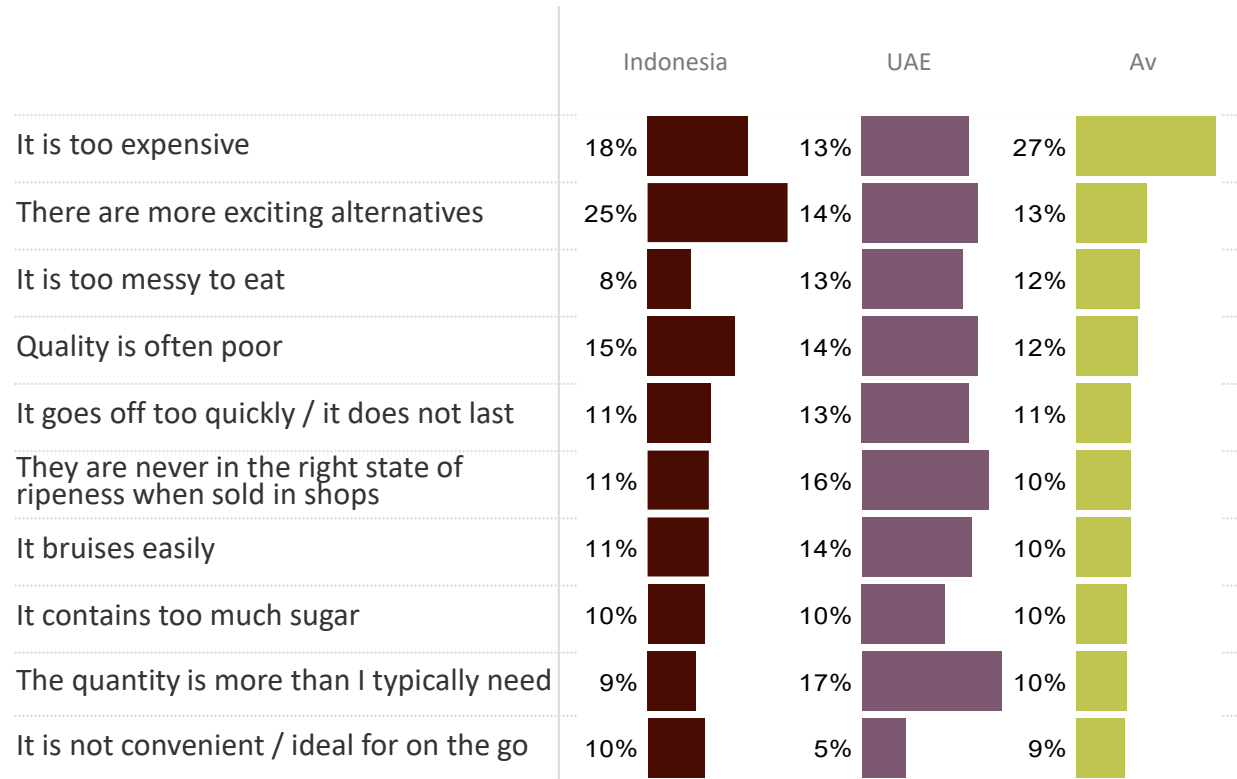 Indonesia UAE Av
It is too expensive 18% 13% 27%
There are more exciting alternatives 25% 14% 13%
It is too messy to eat 8% 13% 12%
Quality is often poor 15% 14% 12%
It goes off too quickly / it does not last 11% 13% 11%
They are never in the right state of
ripeness when sold in shops 11% 16% 10%
It bruises easily 11% 14% 10%
It contains too much sugar 10% 10% 10%
The quantity is more than I typically need 9% 17% 10%
It is not convenient / ideal for on the go 10% 5% 9%